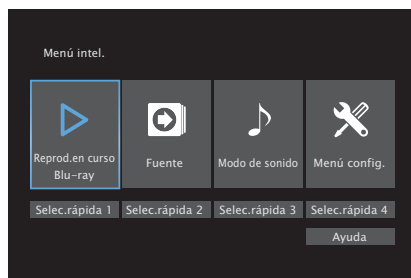 Menú intel.
Reprod.en curso
Blu-ray
Fuente
Modo de sonido
Menú config.
Selec.rápida 1
Selec.rápida 2
Selec.rápida 3
Selec.rápida 4
Ayuda